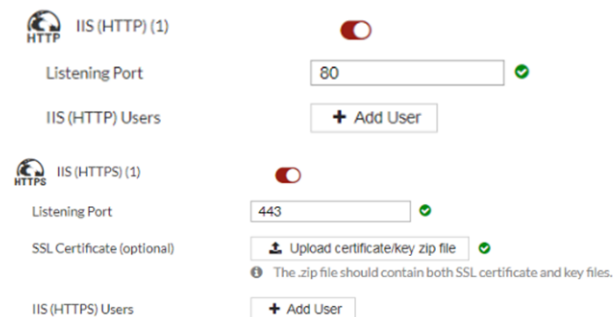 IIS (HTTP) (1)
HTTP
Listening Port 80
IIS (HTTP) Users + Add User
IIS (HTTPS) (1)
HTTPS
Listening Port 443
SSL Certificate (optional) Upload certificate/key zip file
The .zip file should contain both SSL certificate and key files.
IIS (HTTPS) Users + Add User